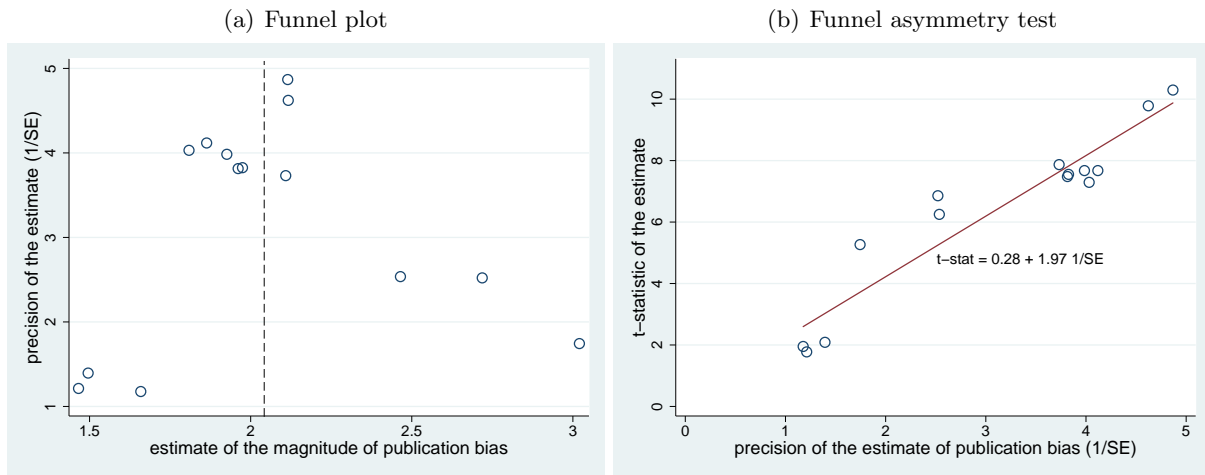 (a) Funnel plot
precision of the estimate (1/SE)
5
4
3
2
1
1.5 2 2.5 3
estimate of the magnitude of publication bias
(b) Funnel asymmetry test
t−statistic of the estimate
10
8
6
4
2
0
t−stat = 0.28 + 1.97 1/SE
0 1 2 3 4 5
precision of the estimate of publication bias (1/SE)